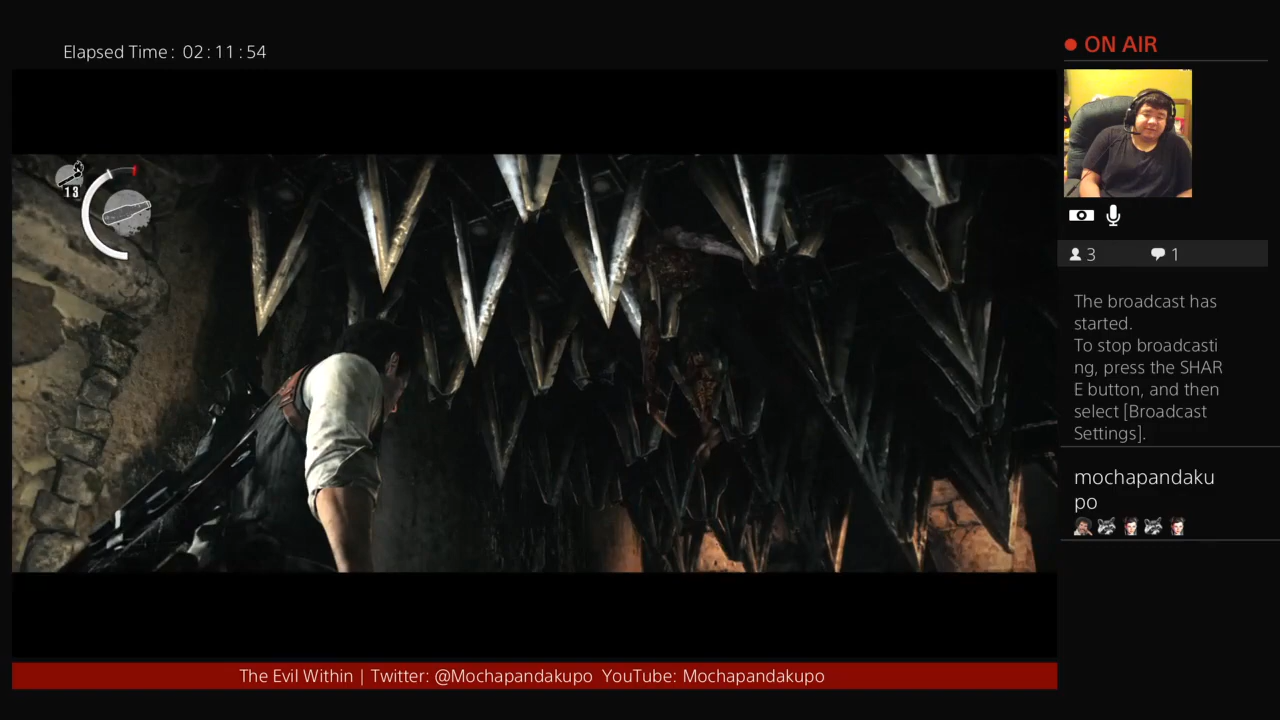 Elapsed Time: 02:11:54
ON AIR
13
3 1
The broadcast has
started.
To stop broadcasti
ng, press the SHAR
E button, and then
select [Broadcast
Settings].
mochapandaku
po
The Evil Within | Twitter: @Mochapandakupo YouTube: Mochapandakupo